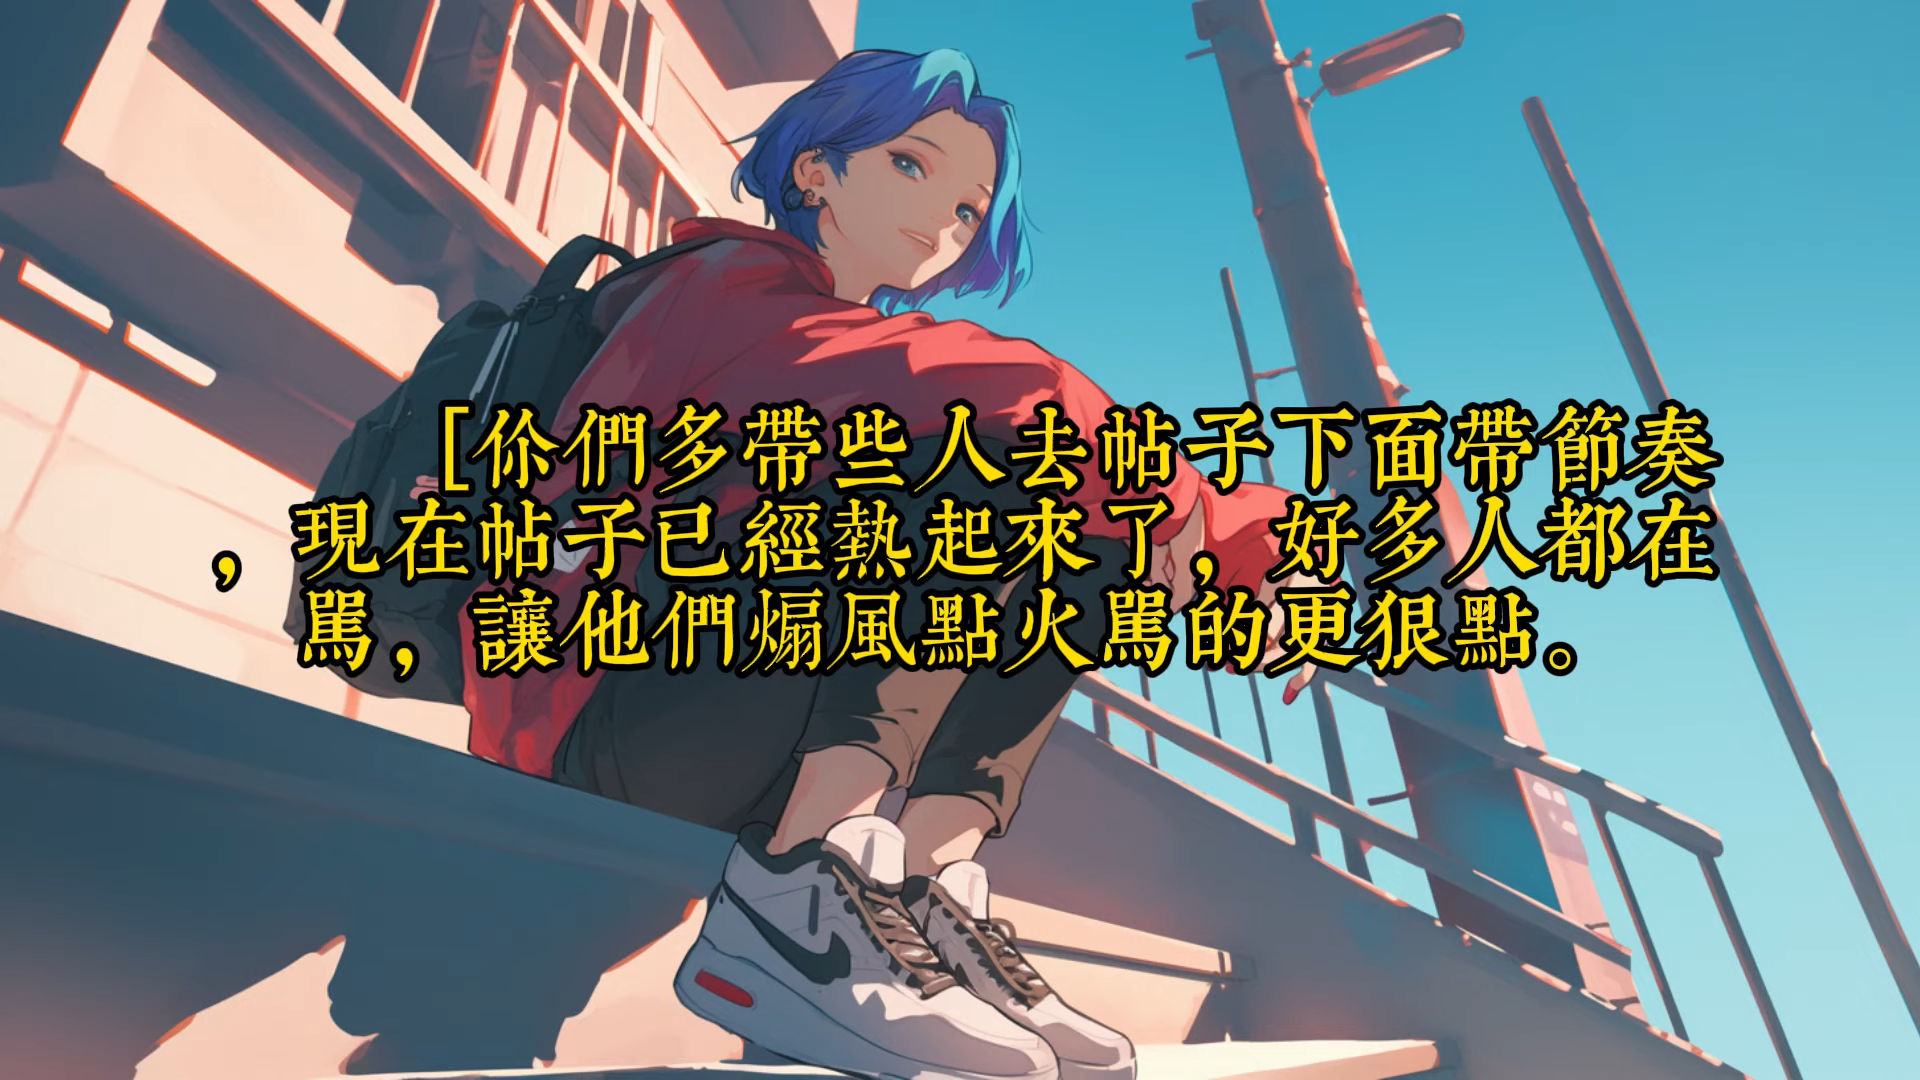 [你們多帶些人去帖子下面帶節奏
，現在帖子已經熱起來了，好多人都在
罵，讓他們煽風點火罵的更狠點。